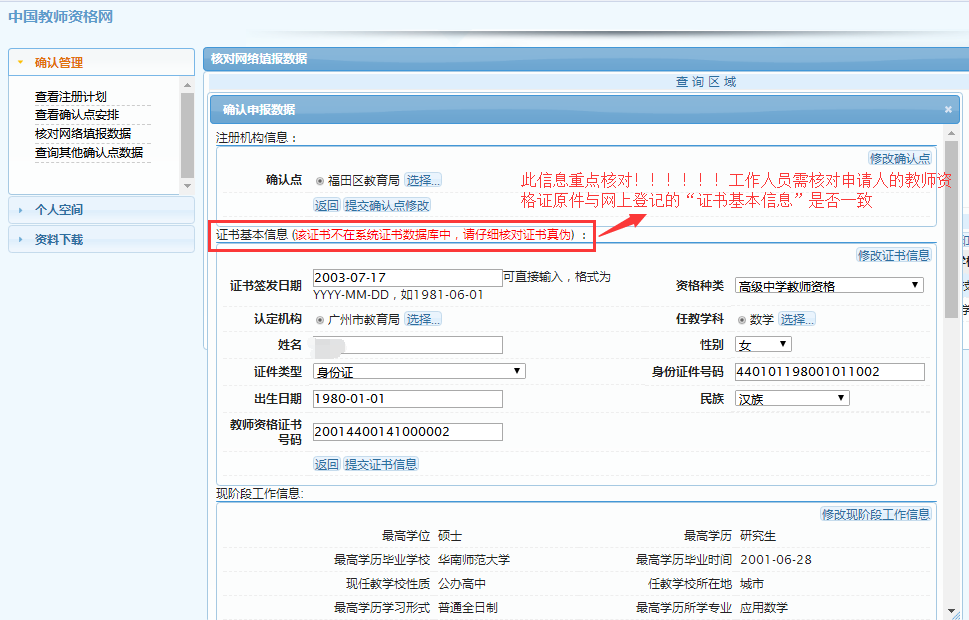 中国教师资格网
确认管理
查看注册计划
查看确认点安排
核对网络填报数据
查询其他确认点数据
个人空间
资料下载
核对网络填报数据
查询区域
确认申报数据
注册机构信息：
修改确认点
确认点 福田区教育局 选择...
返回 提交确认点修改
此信息重点核对！！！！！！工作人员需核对申请人的教师资
格证原件与网上登记的“证书基本信息”是否一致
证书基本信息 (该证书不在系统证书数据库中，请仔细核对证书真伪)：
修改证书信息
证书签发日期 2003-07-17 可直接输入，格式为
YYYY-MM-DD，如1981-06-01
资格种类 高级中学教师资格
认定机构 广州市教育局 选择...
任教学科 数学 选择...
姓名
性别 女
证件类型 身份证
身份证件号码 440101198001011002
出生日期 1980-01-01
民族 汉族
教师资格证书
号码 20014400141000002
返回 提交证书信息
现阶段工作信息:
修改现阶段工作信息
最高学位 硕士
最高学历 研究生
最高学历毕业学校 华南师范大学
最高学历毕业时间 2001-06-28
现任教学校性质 公办高中
任教学校所在地 城市
最高学历学习形式 普通全日制
最高学历所学专业 应用数学